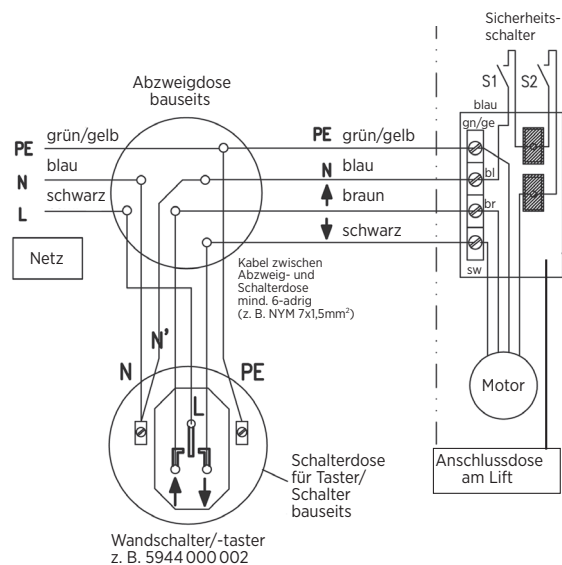 Sicherheits-
schalter
S1
S2
Abzweigdose
bauseits
blau
gn/ge
PE
grün/gelb
PE
grün/gelb
blau
N
blau
N
bl
schwarz
L
braun
br
schwarz
sw
Netz
Kabel zwischen
Abzweig- und
Schalterdose
mind. 6-adrig
(z. B. NYM 7x1,5mm²)
N'
N
PE
L
Motor
Schalterdose
für Taster/
Schalter
bauseits
Anschlussdose
am Lift
Wandschalter/-taster
z. B. 5944 000 002